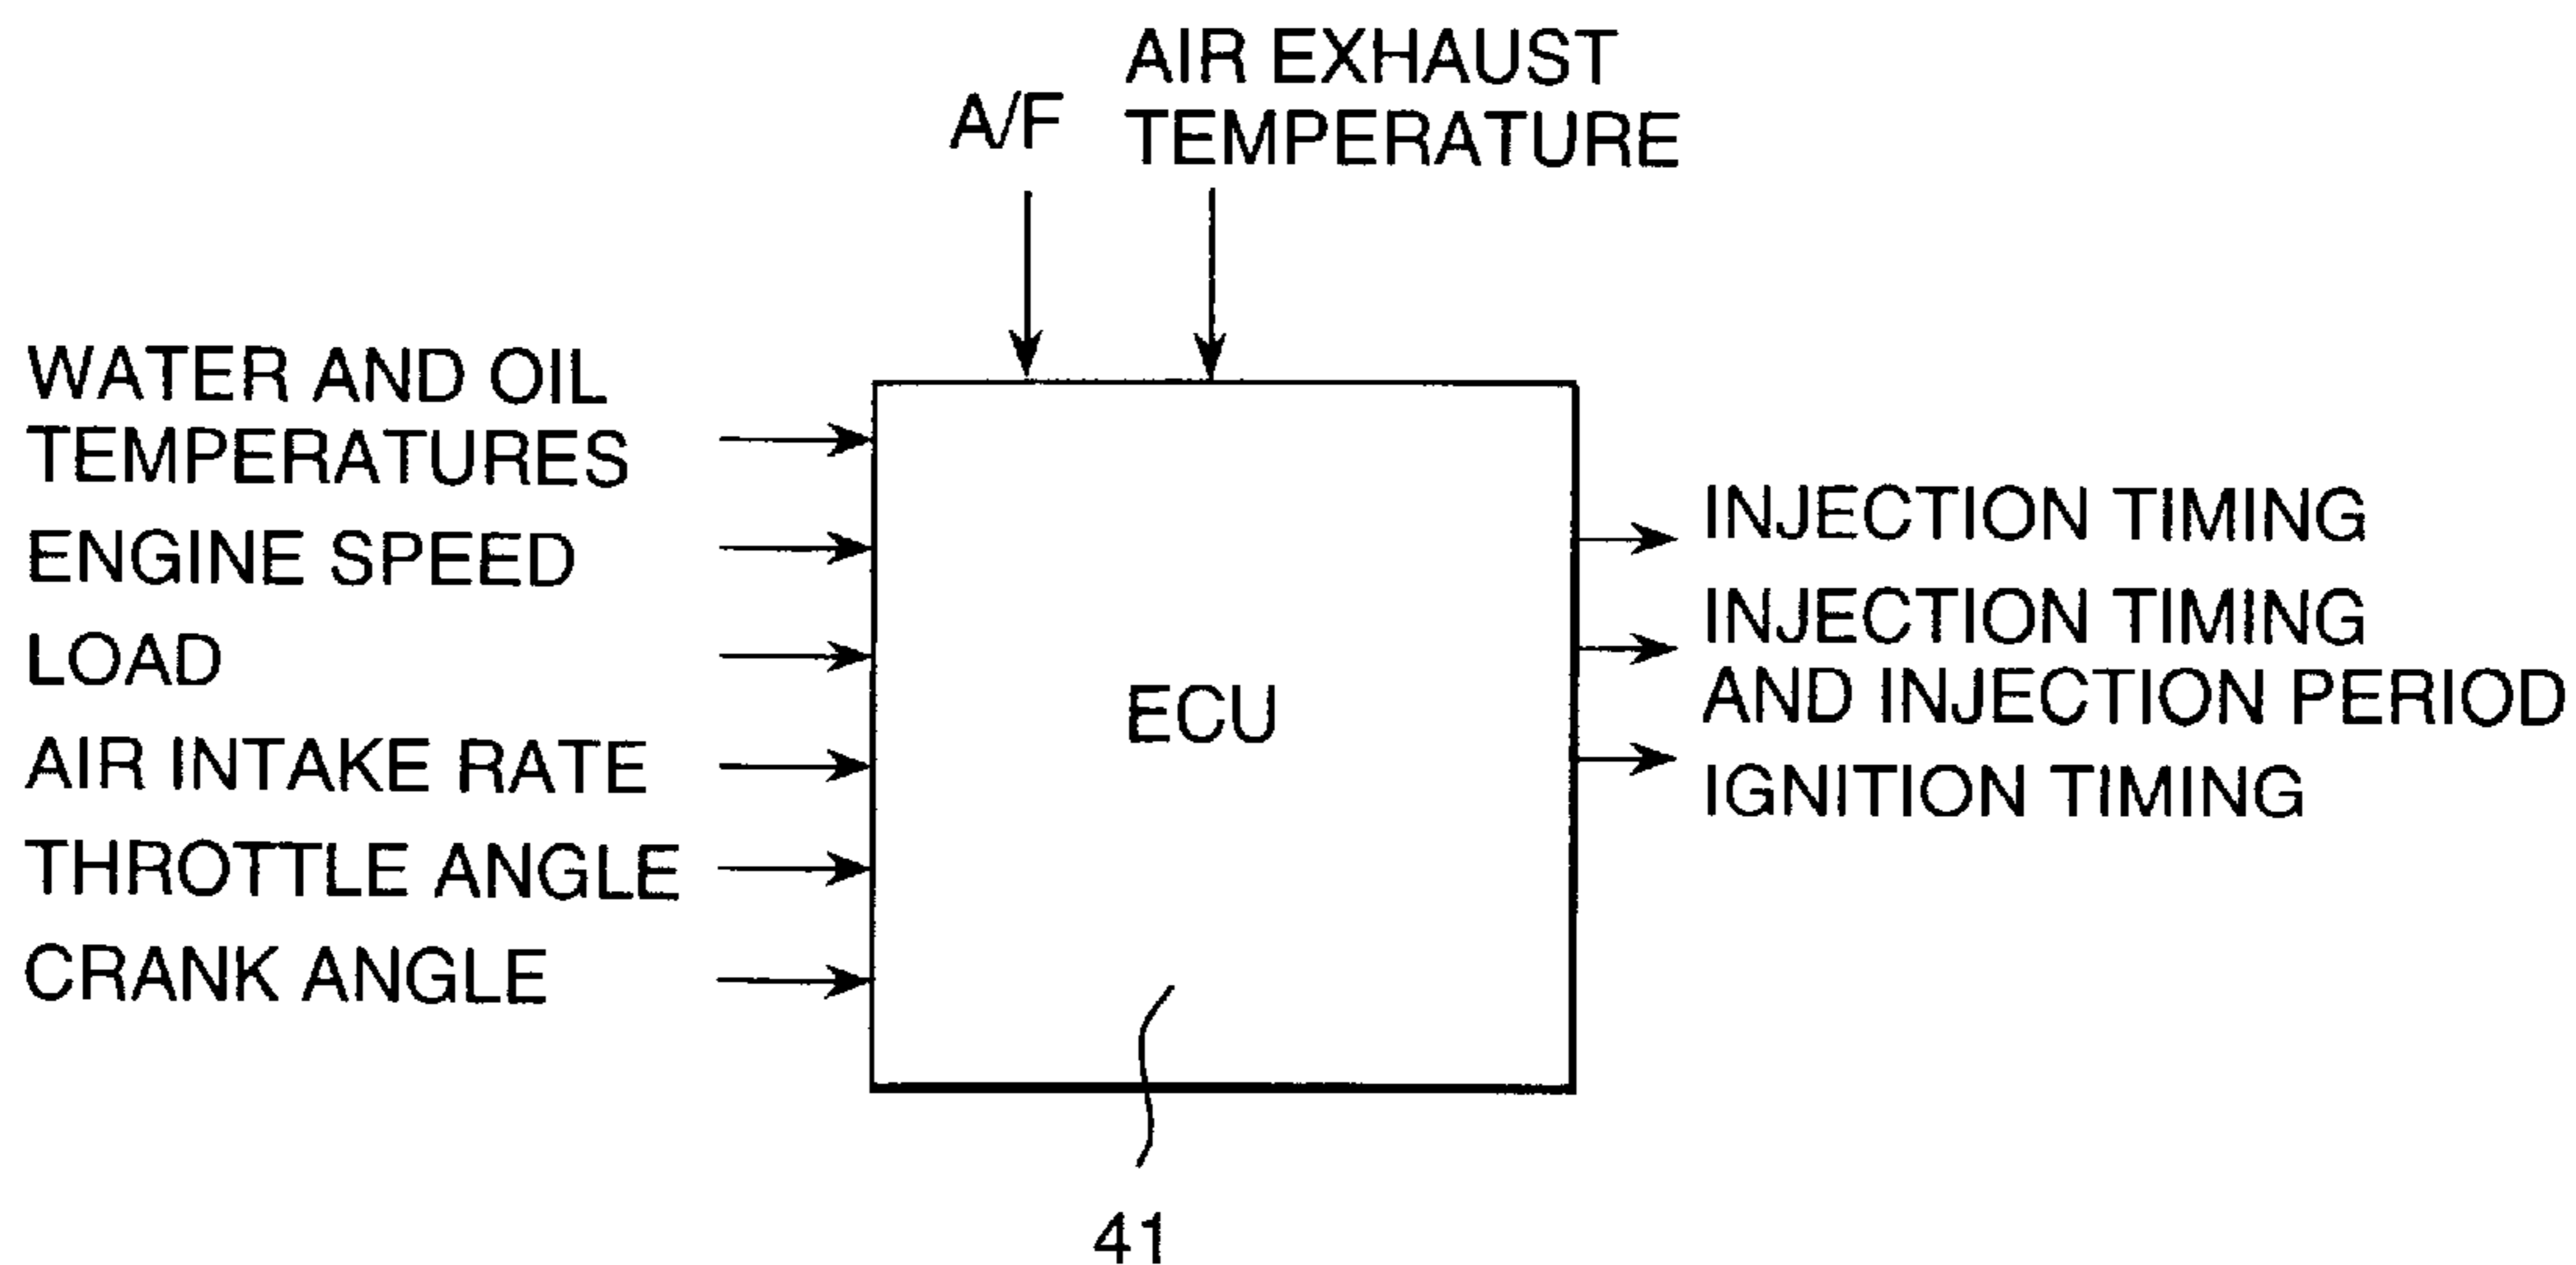 AIR EXHAUST
A/F
TEMPERATURE
WATER AND OIL
TEMPERATURES
ENGINE SPEED
LOAD
AIR INTAKE RATE
THROTTLE ANGLE
CRANK ANGLE
ECU
INJECTION TIMING
INJECTION TIMING
AND INJECTION PERIOD
IGNITION TIMING
41